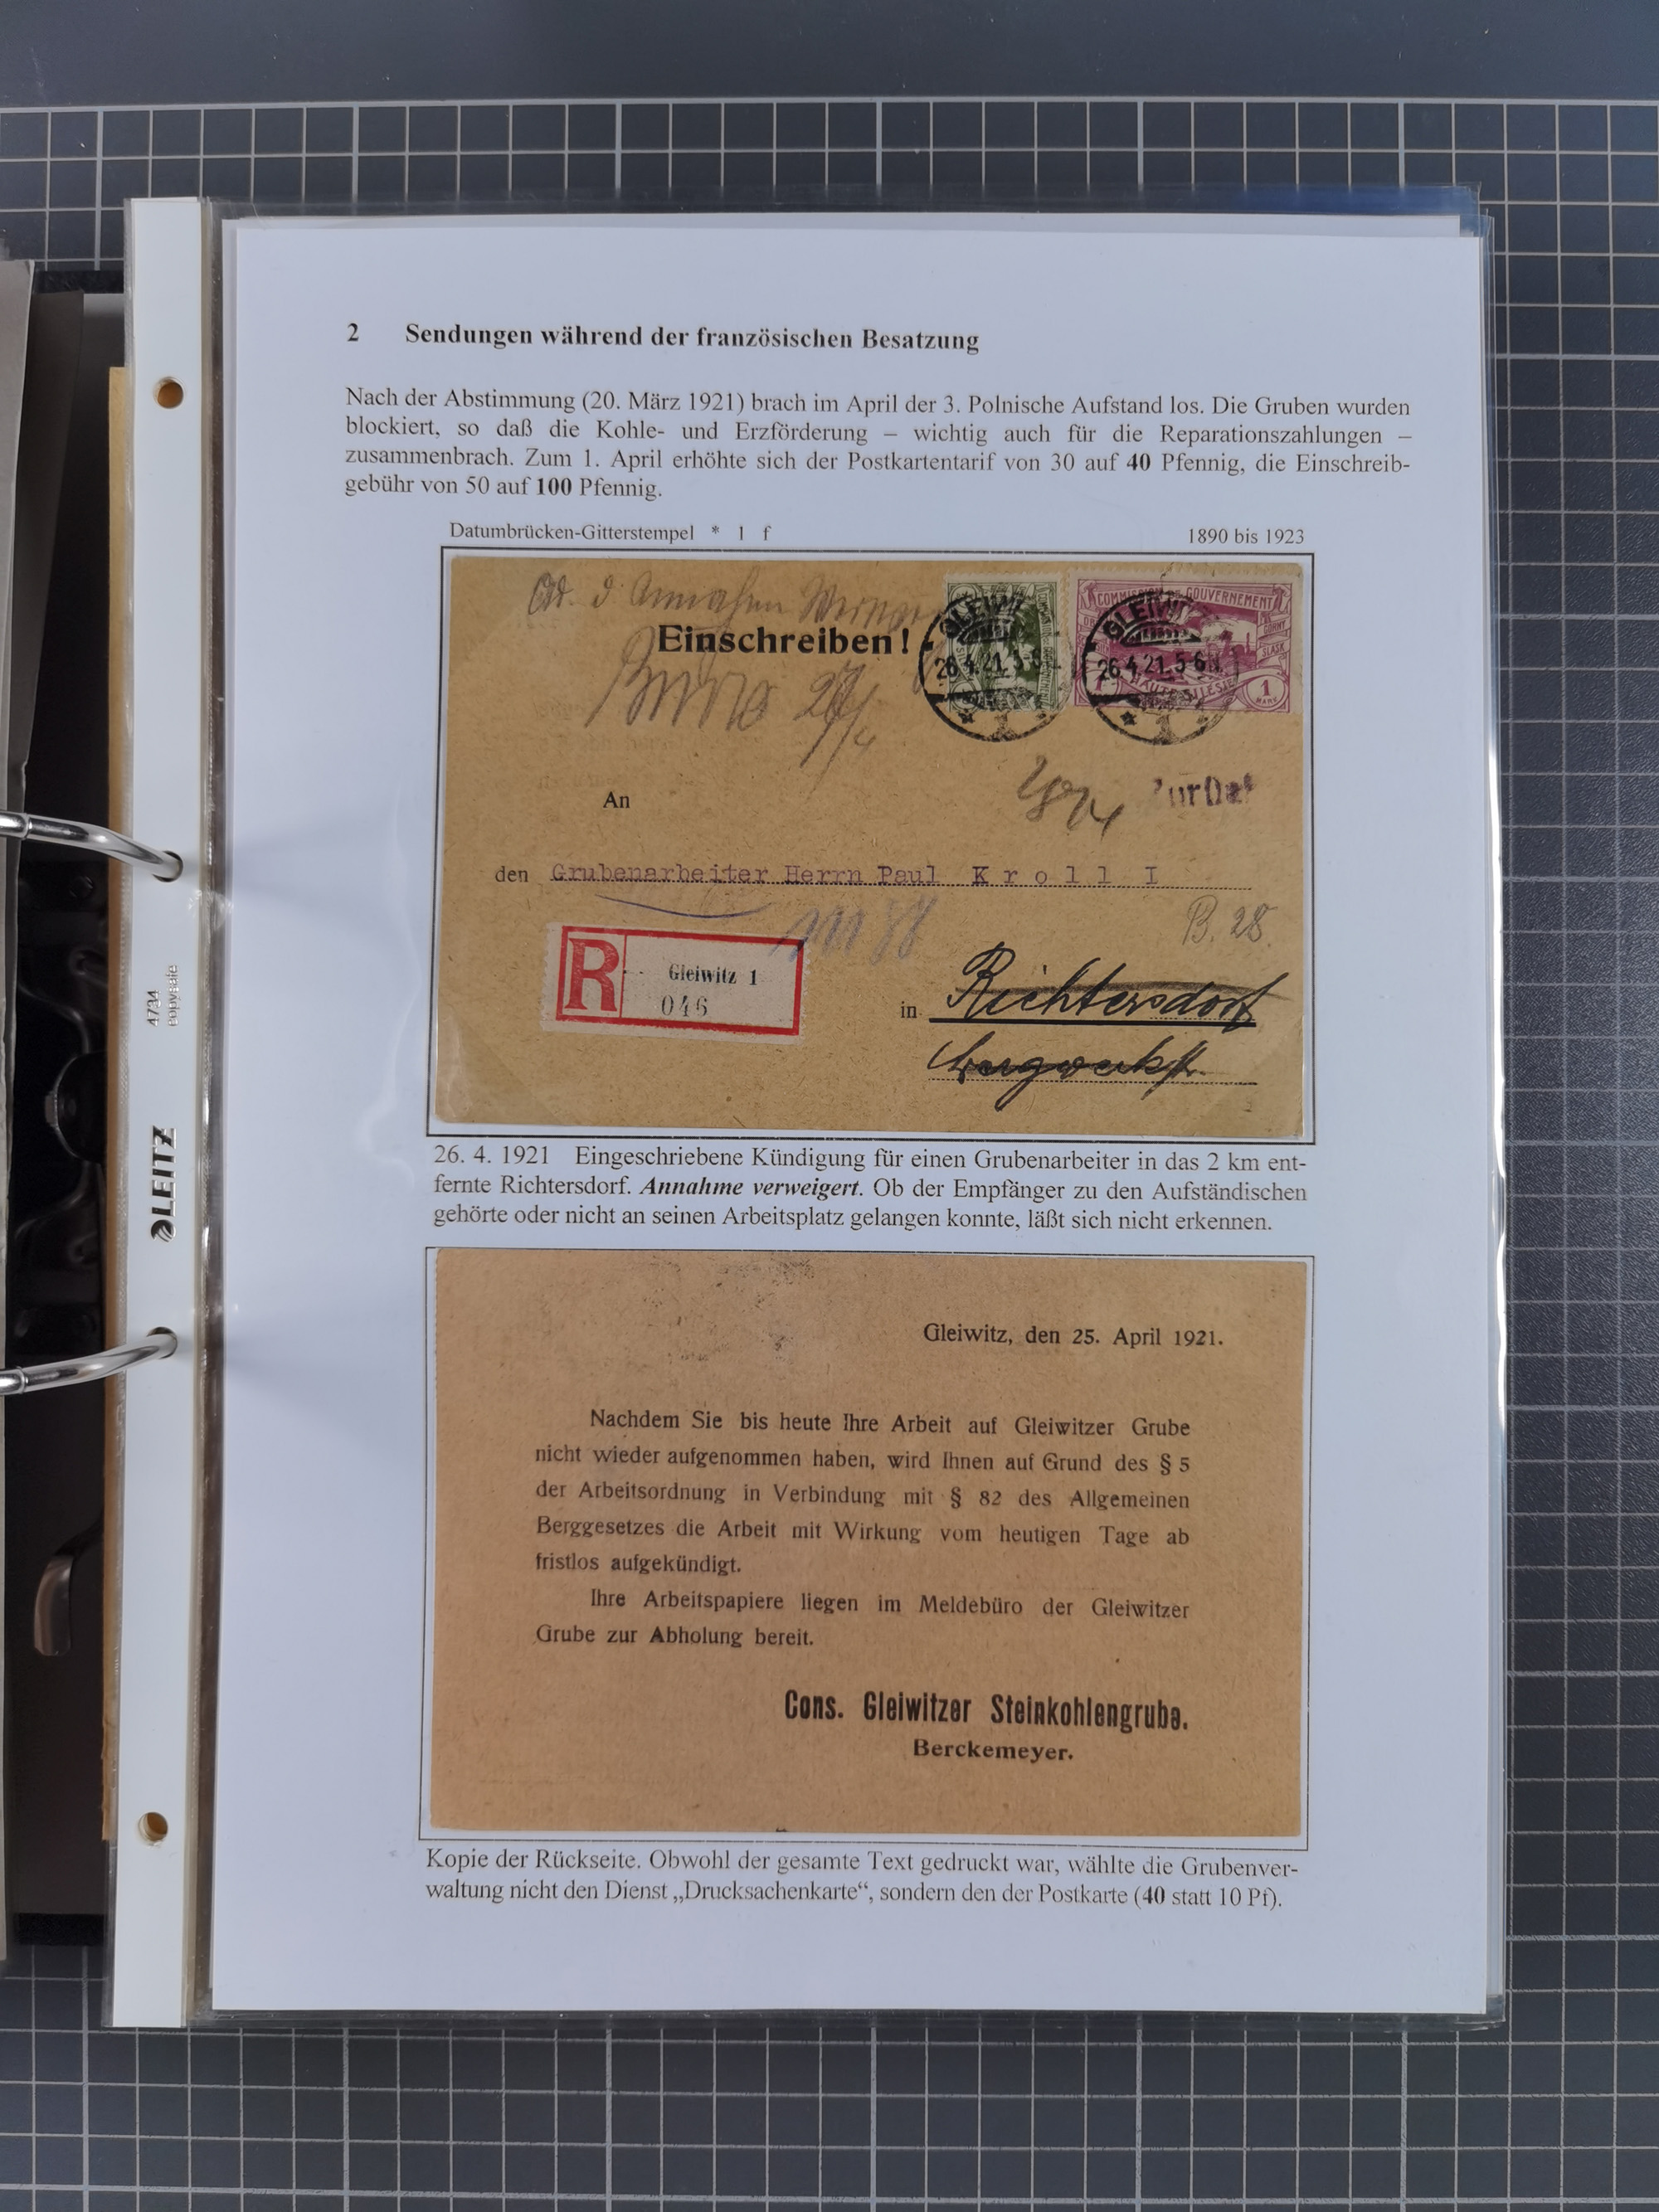 2 Sendungen während der französischen Besatzung
Nach der Abstimmung (20. März 1921) brach im April der 3. Polnische Aufstand los. Die Gruben wurden
blockiert, so daß die Kohle- und Erzförderung – wichtig auch für die Reparationszahlungen –
zusammenbrach. Zum 1. April erhöhte sich der Postkartentarif von 30 auf 40 Pfennig, die Einschreib-
gebühr von 50 auf 100 Pfennig.
Datumbrücken-Gitterstempel * 1 f
1890 bis 1923
Einschreiben!
COMMISSION DE GOUVERNEMENT
GÓRNY
ŚLĄSK
HAUTE SILESIE
1
MARK
GLEIWITZ
26.4.21.5-6N.
GLEIWITZ
26.4.21.5-6N.
An
den Grubenarbeiter Herrn Paul Kroll I
B. 28.
R
Gleiwitz 1
046
in Richtersdorf
Bergwerkstr.
26. 4. 1921 Eingeschriebene Kündigung für einen Grubenarbeiter in das 2 km ent-
fernte Richtersdorf. Annahme verweigert. Ob der Empfänger zu den Aufständischen
gehörte oder nicht an seinen Arbeitsplatz gelangen konnte, läßt sich nicht erkennen.
Gleiwitz, den 25. April 1921.
Nachdem Sie bis heute Ihre Arbeit auf Gleiwitzer Grube
nicht wieder aufgenommen haben, wird Ihnen auf Grund des § 5
der Arbeitsordnung in Verbindung mit § 82 des Allgemeinen
Berggesetzes die Arbeit mit Wirkung vom heutigen Tage ab
fristlos aufgekündigt.
Ihre Arbeitspapiere liegen im Meldebüro der Gleiwitzer
Grube zur Abholung bereit.
Cons. Gleiwitzer Steinkohlengrube.
Berckemeyer.
Kopie der Rückseite. Obwohl der gesamte Text gedruckt war, wählte die Grubenver-
waltung nicht den Dienst „Drucksachenkarte“, sondern den der Postkarte (40 statt 10 Pf).
4734
copysafe
LEITZ